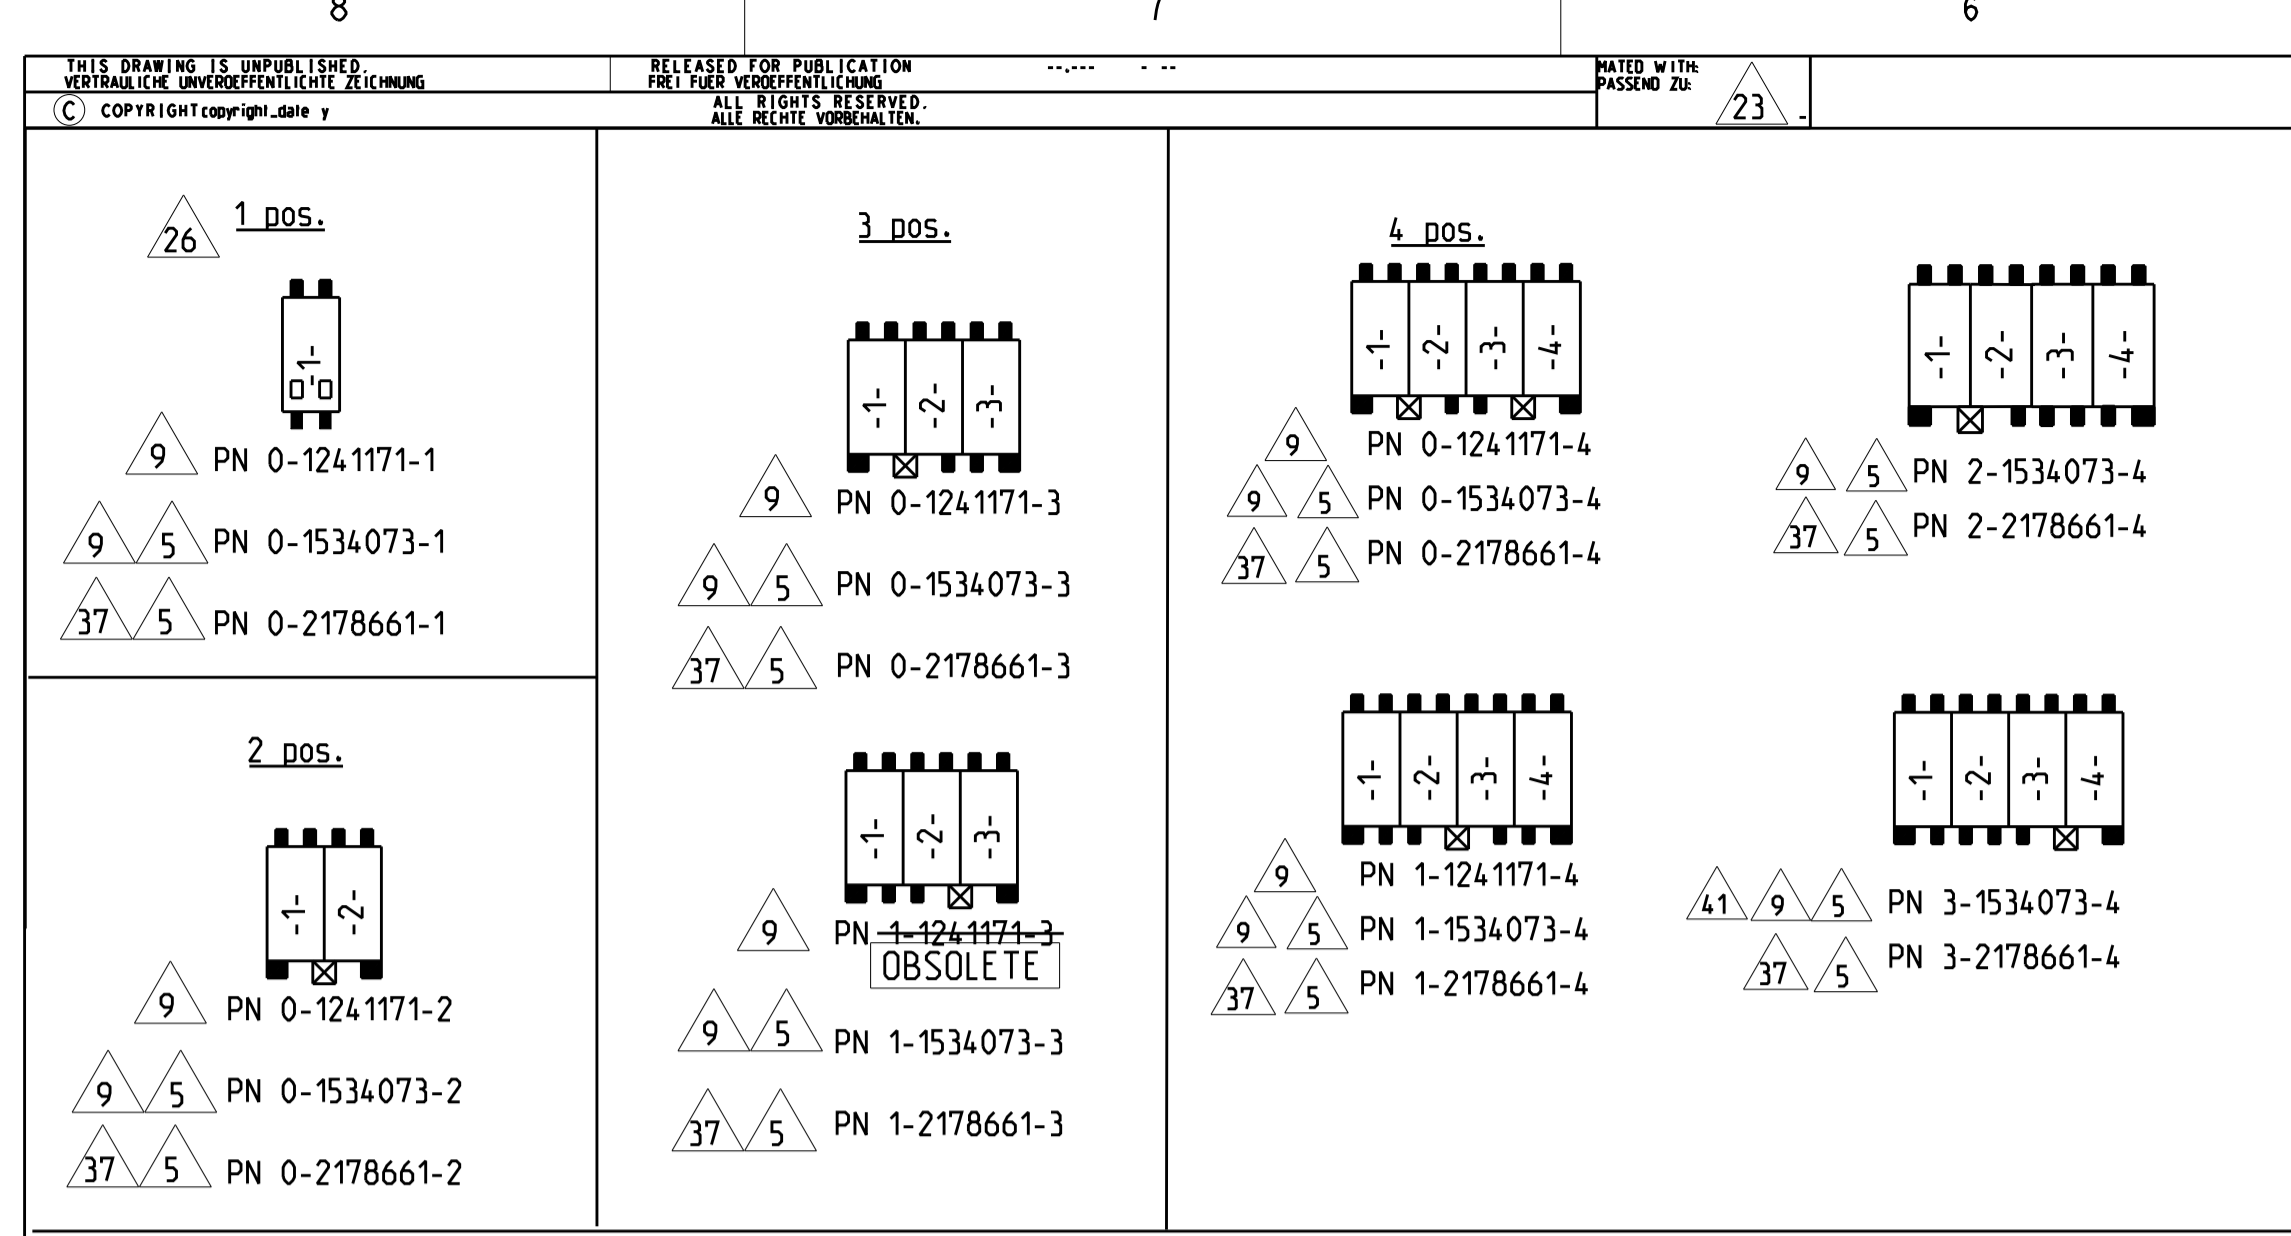 8 7 6
THIS DRAWING IS UNPUBLISHED.
VERTRAULICHE UNVEROEFFENTLICHTE ZEICHNUNG
RELEASED FOR PUBLICATION --.--- - --
FREI FUER VEROEFFENTLICHUNG
© COPYRIGHT copyright_date y
ALL RIGHTS RESERVED.
ALLE RECHTE VORBEHALTEN.
MATED WITH:
PASSEND ZU:
23 -
26 1 pos.
-1-
9 PN 0-1241171-1
9 5 PN 0-1534073-1
37 5 PN 0-2178661-1
2 pos.
-1- -2-
9 PN 0-1241171-2
9 5 PN 0-1534073-2
37 5 PN 0-2178661-2
3 pos.
-1- -2- -3-
9 PN 0-1241171-3
9 5 PN 0-1534073-3
37 5 PN 0-2178661-3
-1- -2- -3-
9 PN 1-1241171-3
OBSOLETE
9 5 PN 1-1534073-3
37 5 PN 1-2178661-3
4 pos.
-1- -2- -3- -4-
9 PN 0-1241171-4
9 5 PN 0-1534073-4
37 5 PN 0-2178661-4
-1- -2- -3- -4-
9 5 PN 2-1534073-4
37 5 PN 2-2178661-4
-1- -2- -3- -4-
9 PN 1-1241171-4
9 5 PN 1-1534073-4
37 5 PN 1-2178661-4
-1- -2- -3- -4-
41 9 5 PN 3-1534073-4
37 5 PN 3-2178661-4